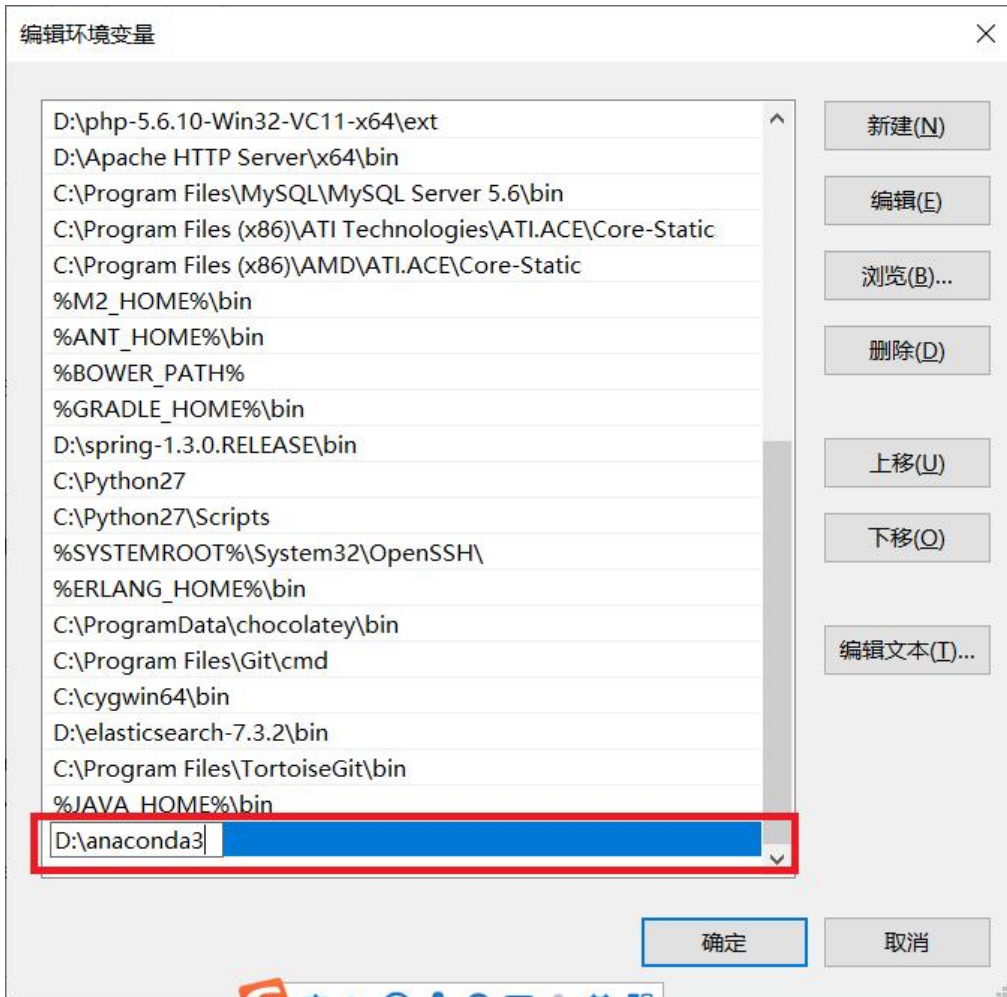 编辑环境变量
D:\php-5.6.10-Win32-VC11-x64\ext
D:\Apache HTTP Server\x64\bin
C:\Program Files\MySQL\MySQL Server 5.6\bin
C:\Program Files (x86)\ATI Technologies\ATI.ACE\Core-Static
C:\Program Files (x86)\AMD\ATI.ACE\Core-Static
%M2_HOME%\bin
%ANT_HOME%\bin
%BOWER_PATH%
%GRADLE_HOME%\bin
D:\spring-1.3.0.RELEASE\bin
C:\Python27
C:\Python27\Scripts
%SYSTEMROOT%\System32\OpenSSH\
%ERLANG_HOME%\bin
C:\ProgramData\chocolatey\bin
C:\Program Files\Git\cmd
C:\cygwin64\bin
D:\elasticsearch-7.3.2\bin
C:\Program Files\TortoiseGit\bin
%JAVA_HOME%\bin
D:\anaconda3
新建(N)
编辑(E)
浏览(B)...
删除(D)
上移(U)
下移(O)
编辑文本(T)...
确定
取消